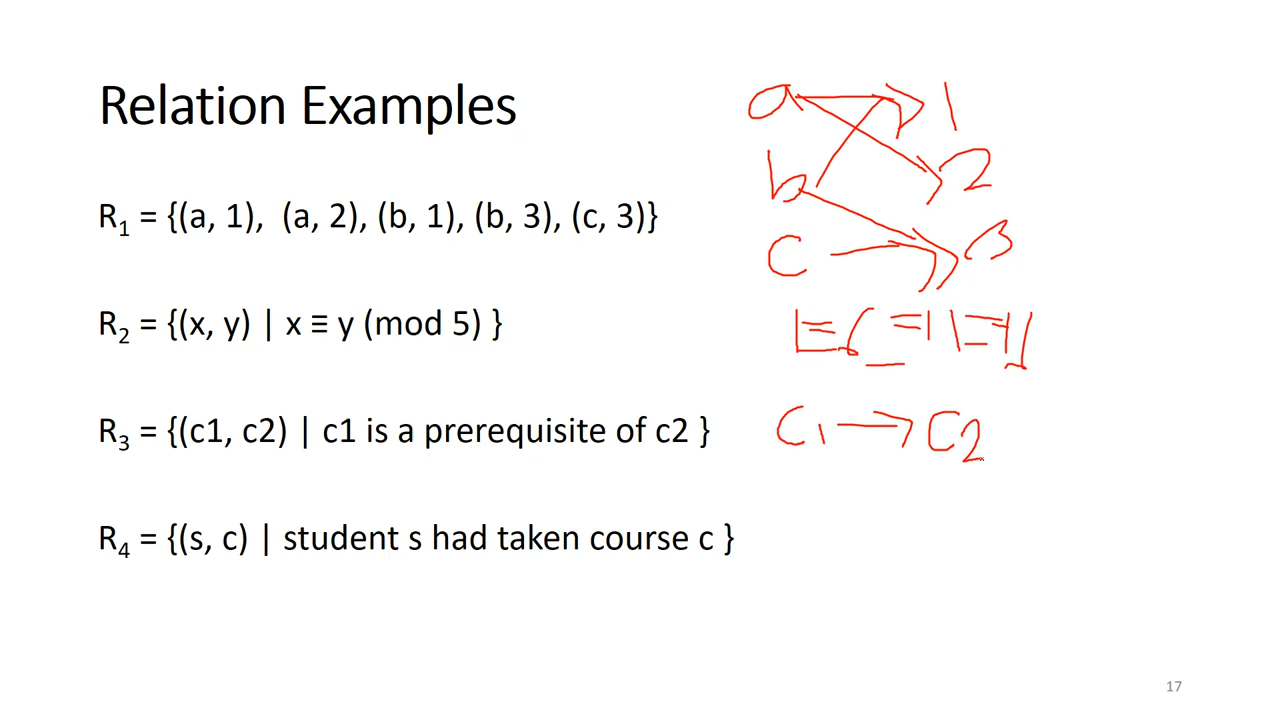 Relation Examples
R1 = {(a, 1), (a, 2), (b, 1), (b, 3), (c, 3)}
R2 = {(x, y) | x ≡ y (mod 5) }
R3 = {(c1, c2) | c1 is a prerequisite of c2 }
R4 = {(s, c) | student s had taken course c }
a 1
b 2
c 3
C1 → C2
17